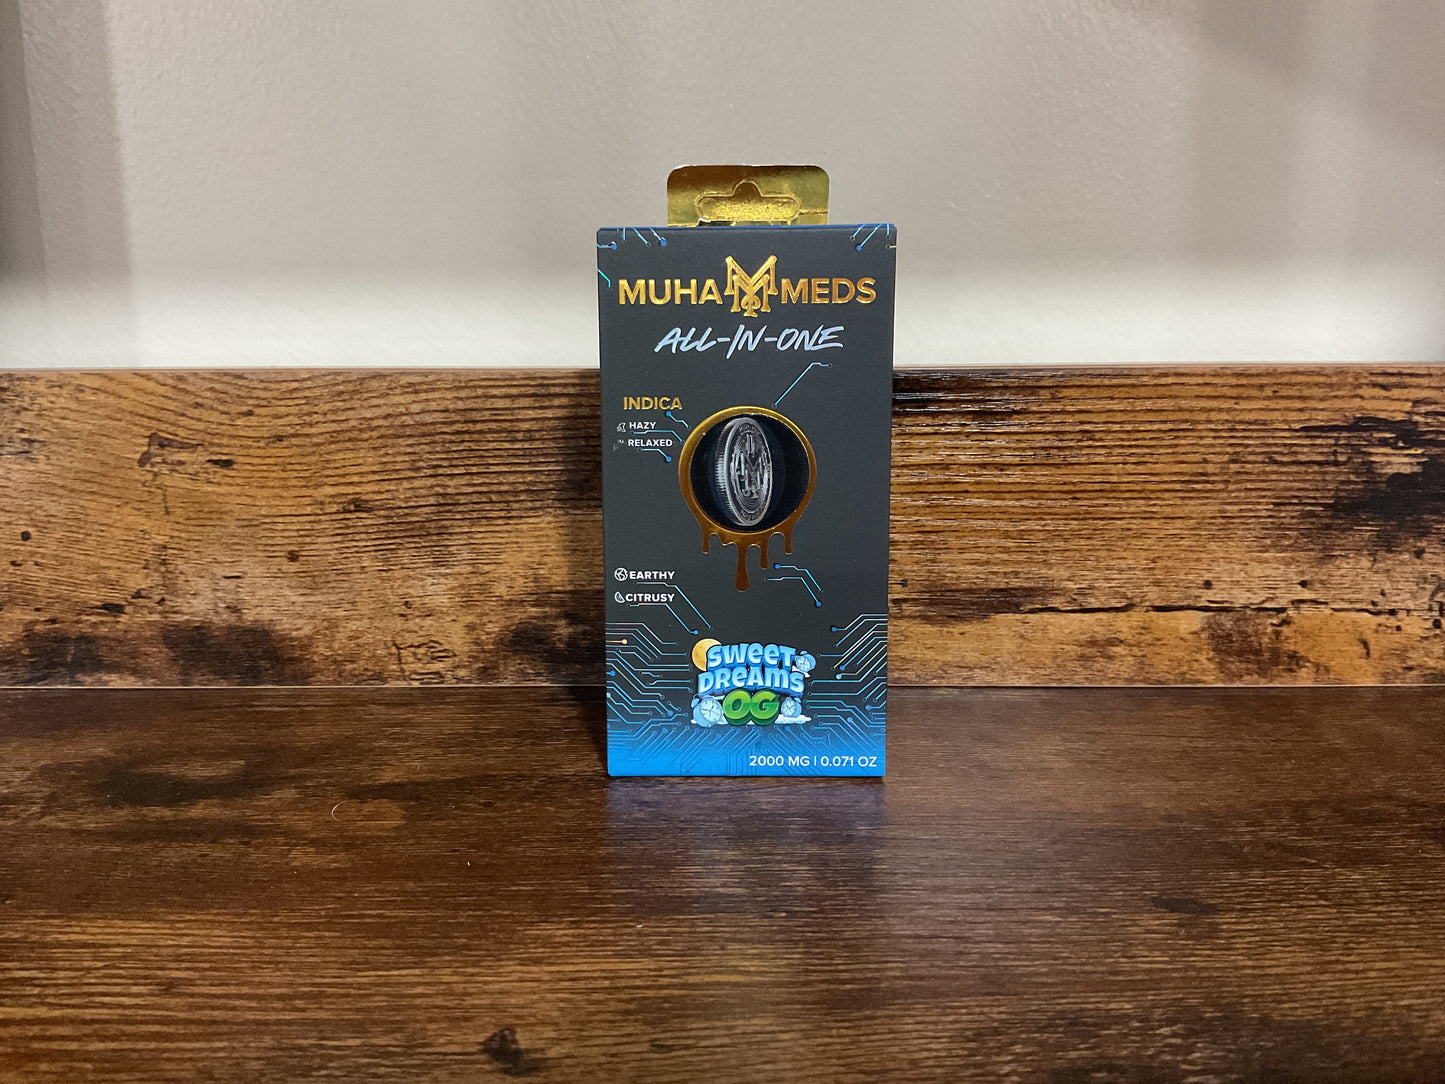 MUHA MEDS
ALL-IN-ONE
INDICA
HAZY
RELAXED
EARTHY
CITRUSY
SWEET
DREAMS
OG
2000 MG | 0.071 OZ